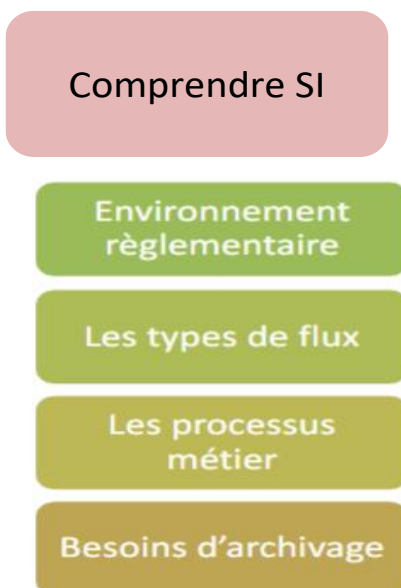 Comprendre SI
Environnement
règlementaire
Les types de flux
Les processus
métier
Besoins d'archivage